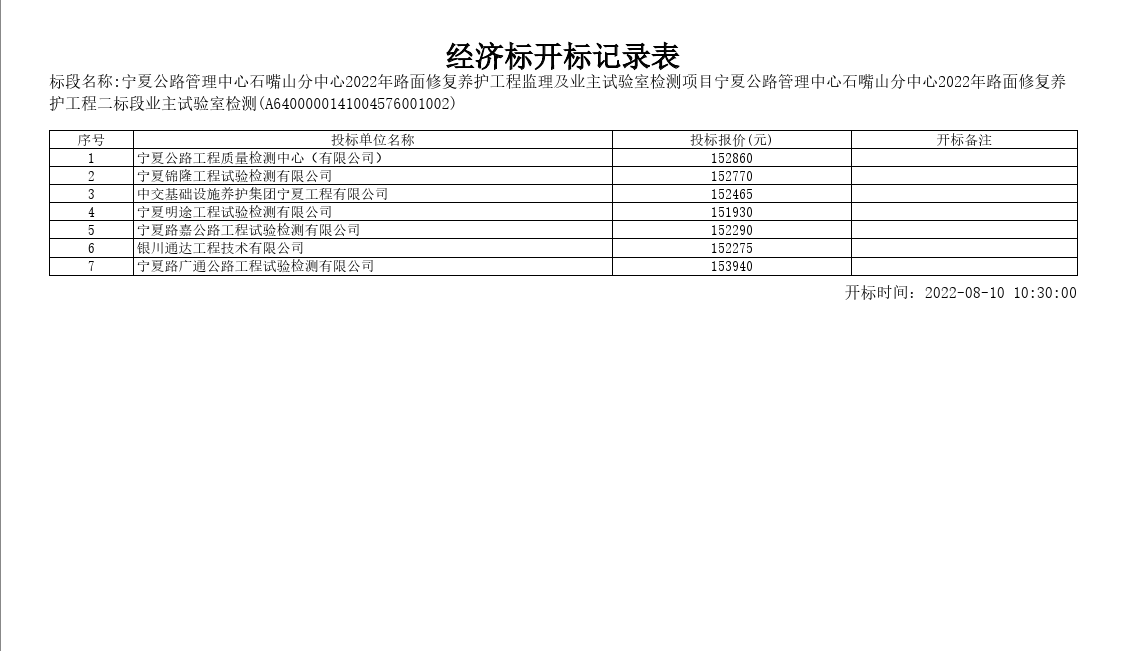 经济标开标记录表
标段名称:宁夏公路管理中心石嘴山分中心2022年路面修复养护工程监理及业主试验室检测项目宁夏公路管理中心石嘴山分中心2022年路面修复养
护工程二标段业主试验室检测(A6400000141004576001002)
序号 投标单位名称 投标报价(元) 开标备注
1 宁夏公路工程质量检测中心（有限公司） 152860
2 宁夏锦隆工程试验检测有限公司 152770
3 中交基础设施养护集团宁夏工程有限公司 152465
4 宁夏明途工程试验检测有限公司 151930
5 宁夏路嘉公路工程试验检测有限公司 152290
6 银川通达工程技术有限公司 152275
7 宁夏路广通公路工程试验检测有限公司 153940
开标时间：2022-08-10 10:30:00